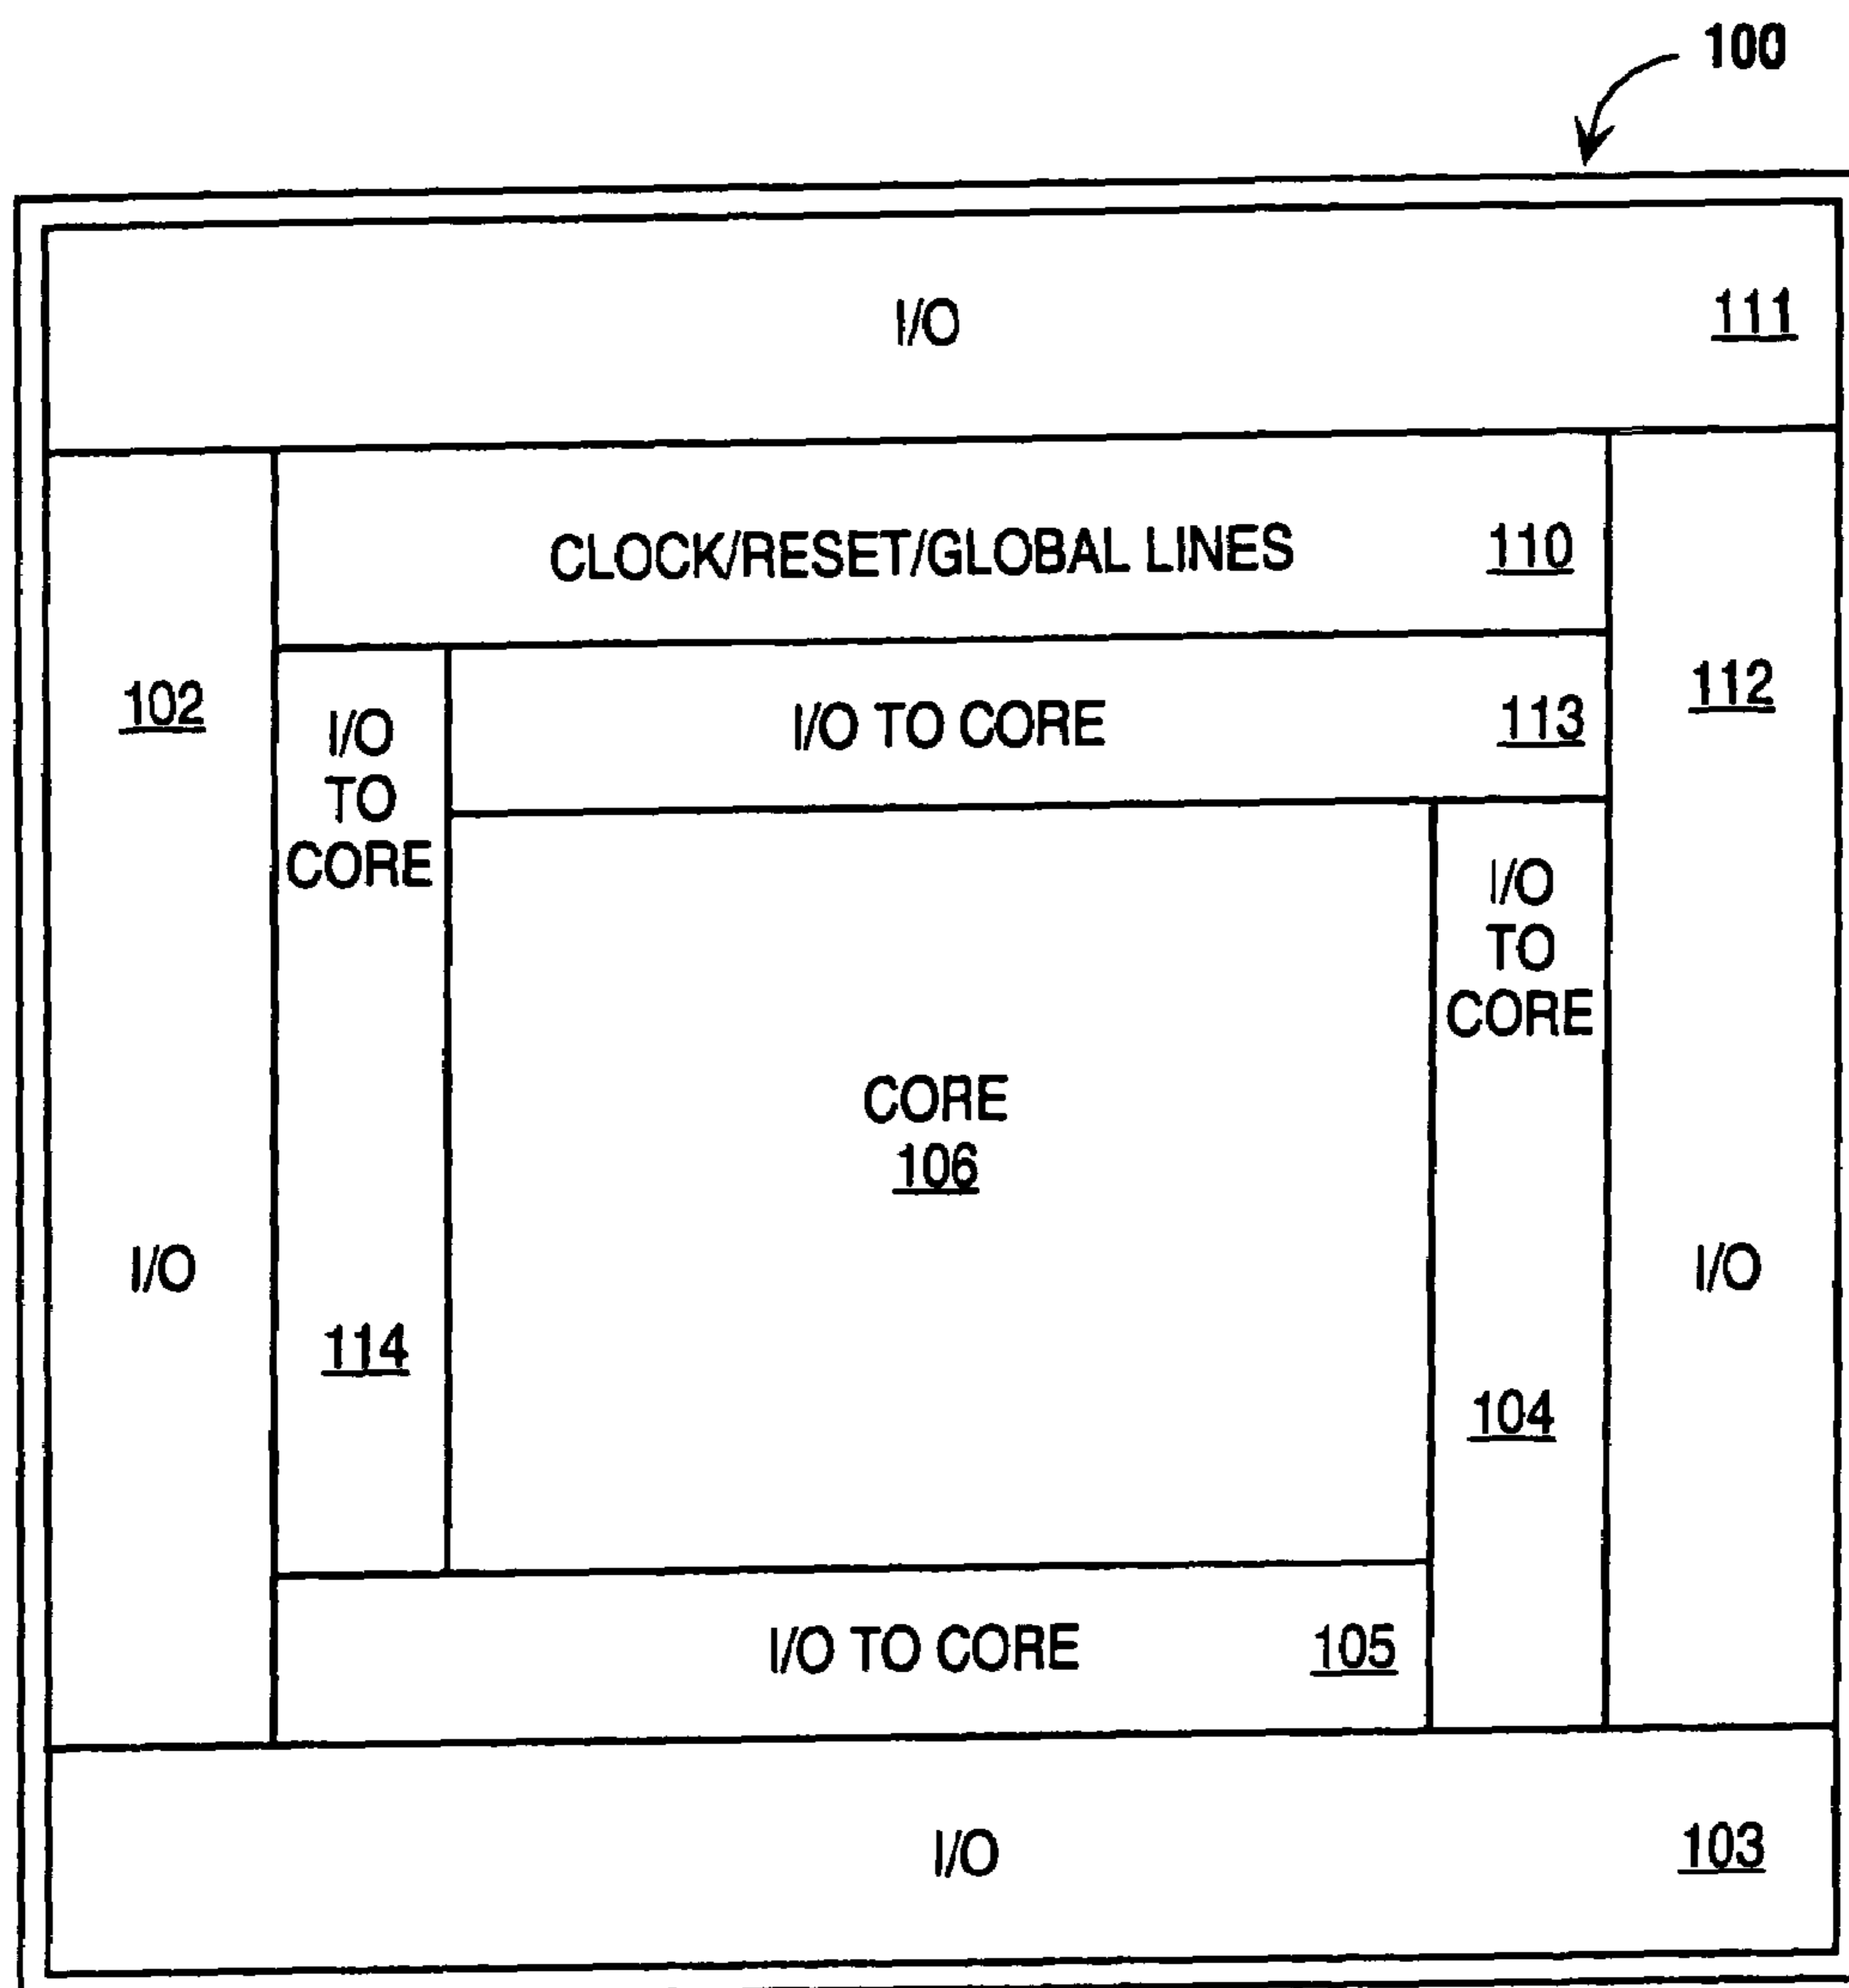 100
I/O 111
CLOCK/RESET/GLOBAL LINES 110
102
I/O
TO
CORE
I/O TO CORE 113
112
I/O
TO
CORE
CORE
106
I/O
114
104
I/O
I/O TO CORE 105
I/O 103